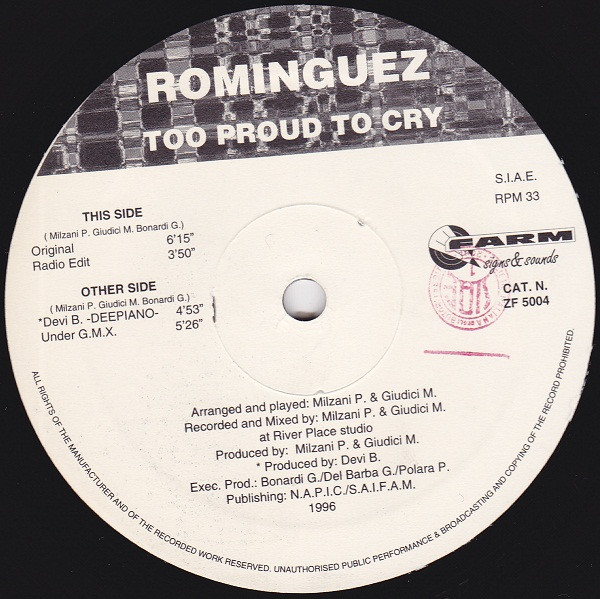 ROMINGUEZ
TOO PROUD TO CRY
S.I.A.E.
RPM 33
THIS SIDE
( Milzani P. Giudici M. Bonardi G.)
Original 6'15"
Radio Edit 3'50"
OTHER SIDE
( Milzani P. Giudici M. Bonardi G.)
*Devi B. -DEEPIANO- 4'53"
Under G.M.X. 5'26"
FARM
signs & sounds
CAT. N.
ZF 5004
Arranged and played: Milzani P. & Giudici M.
Recorded and Mixed by: Milzani P. & Giudici M.
at River Place studio
Produced by: Milzani P. & Giudici M.
* Produced by: Devi B.
Exec. Prod.: Bonardi G./Del Barba G./Polara P.
Publishing: N.A.P.I.C./S.A.I.F.A.M.
1996
ALL RIGHTS OF THE MANUFACTURER AND OF THE RECORDED WORK RESERVED. UNAUTHORISED PUBLIC PERFORMANCE & BROADCASTING AND COPYING OF THE RECORD PROHIBITED.